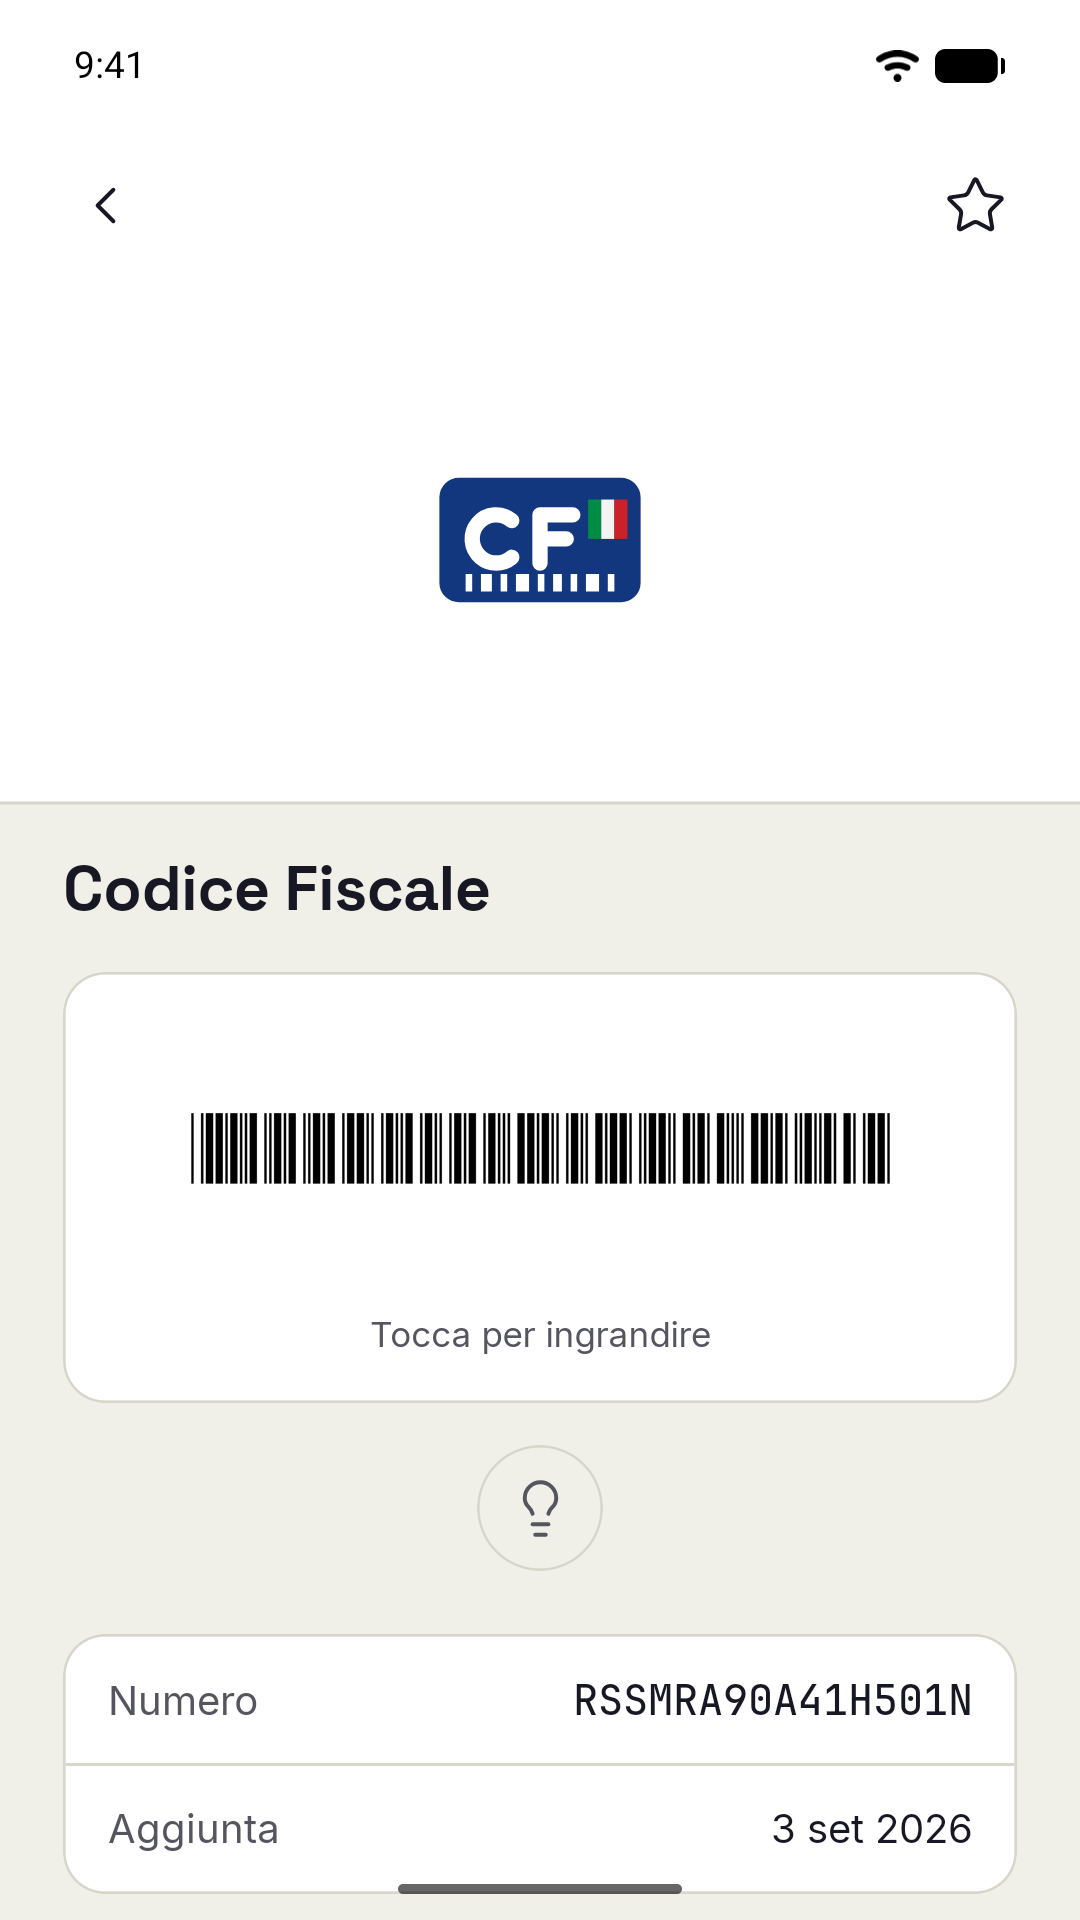 9:41
CF
Codice Fiscale
Tocca per ingrandire
Numero RSSMRA90A41H501N
Aggiunta 3 set 2026